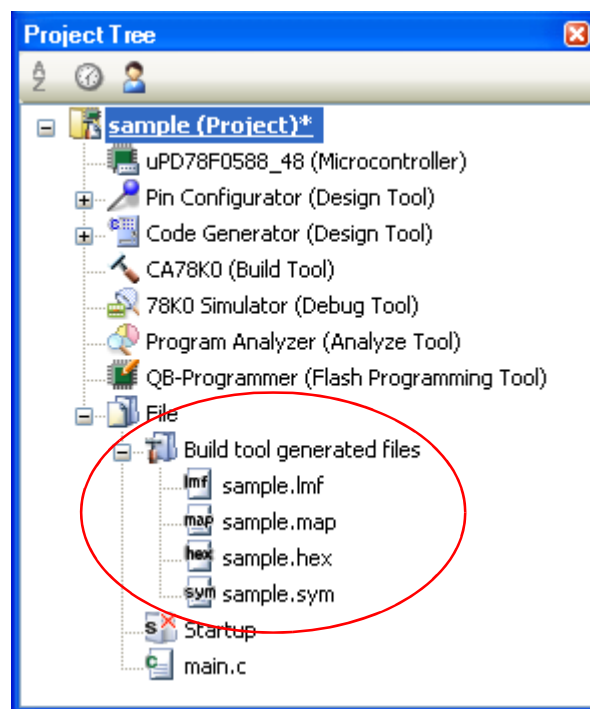 Project Tree
sample (Project)*
uPD78F0588_48 (Microcontroller)
Pin Configurator (Design Tool)
Code Generator (Design Tool)
CA78K0 (Build Tool)
78K0 Simulator (Debug Tool)
Program Analyzer (Analyze Tool)
QB-Programmer (Flash Programming Tool)
File
Build tool generated files
lmf sample.lmf
map sample.map
hex sample.hex
sym sample.sym
S Startup
C main.c